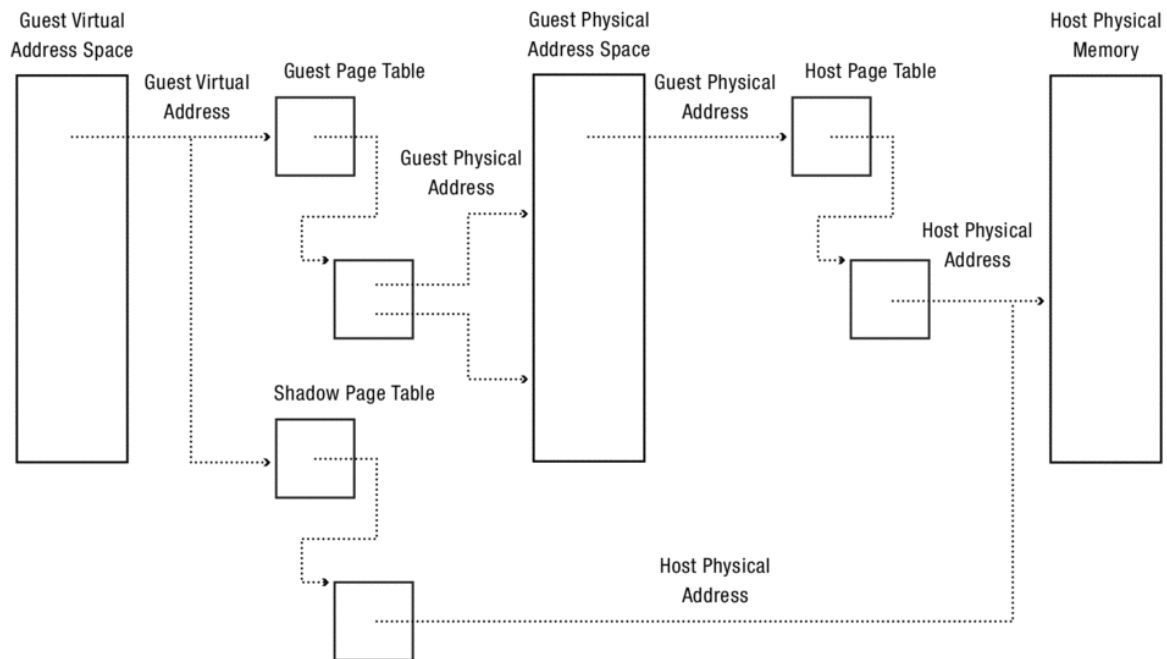 Guest Virtual
Address Space
Guest Physical
Address Space
Host Physical
Memory
Guest Virtual
Address
Guest Page Table
Guest Physical
Address
Guest Physical
Address
Host Page Table
Host Physical
Address
Shadow Page Table
Host Physical
Address